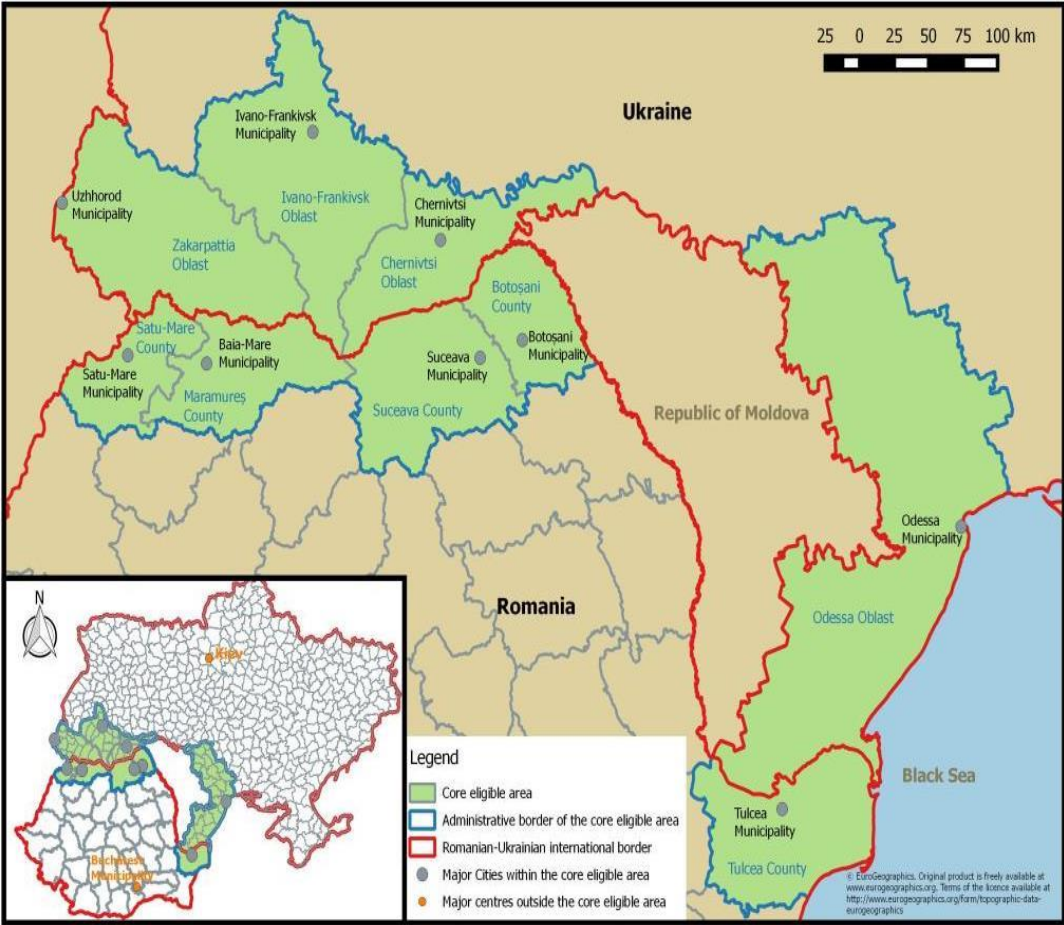 25 0 25 50 75 100 km
Ukraine
Ivano-Frankivsk
Municipality
Uzhhorod
Municipality
Ivano-Frankivsk
Oblast
Chernivtsi
Municipality
Zakarpattia
Oblast
Chernivtsi
Oblast
Botoșani
County
Satu-Mare
County
Baia-Mare
Municipality
Botoșani
Municipality
Satu-Mare
Municipality
Suceava
Municipality
Maramureș
County
Suceava County
Republic of Moldova
Odessa
Municipality
Romania
Odessa Oblast
Black Sea
Tulcea
Municipality
Tulcea County
N
Kiev
Bucharest
Municipality
Legend
Core eligible area
Administrative border of the core eligible area
Romanian-Ukrainian international border
Major Cities within the core eligible area
Major centres outside the core eligible area
© EuroGeographics. Original product is freely available at
www.eurogeographics.org. Terms of the licence available at
http://www.eurogeographics.org/form/topographic-data-
eurogeographics